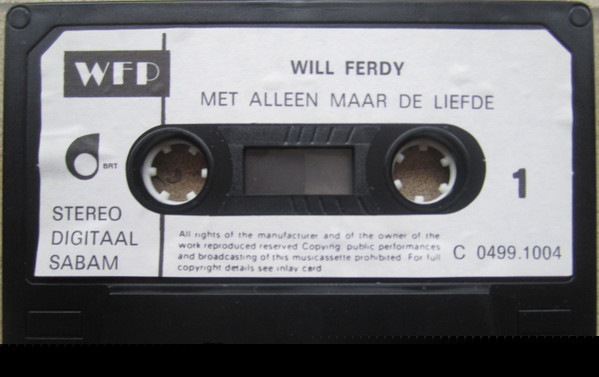 WFP
WILL FERDY
MET ALLEEN MAAR DE LIEFDE
BRT
1
STEREO
DIGITAAL
SABAM
All rights of the manufacturer and of the owner of the
work reproduced reserved Copying public performances
and broadcasting of this musicassette prohibited. For full
copyright details see inlay card
C 0499.1004